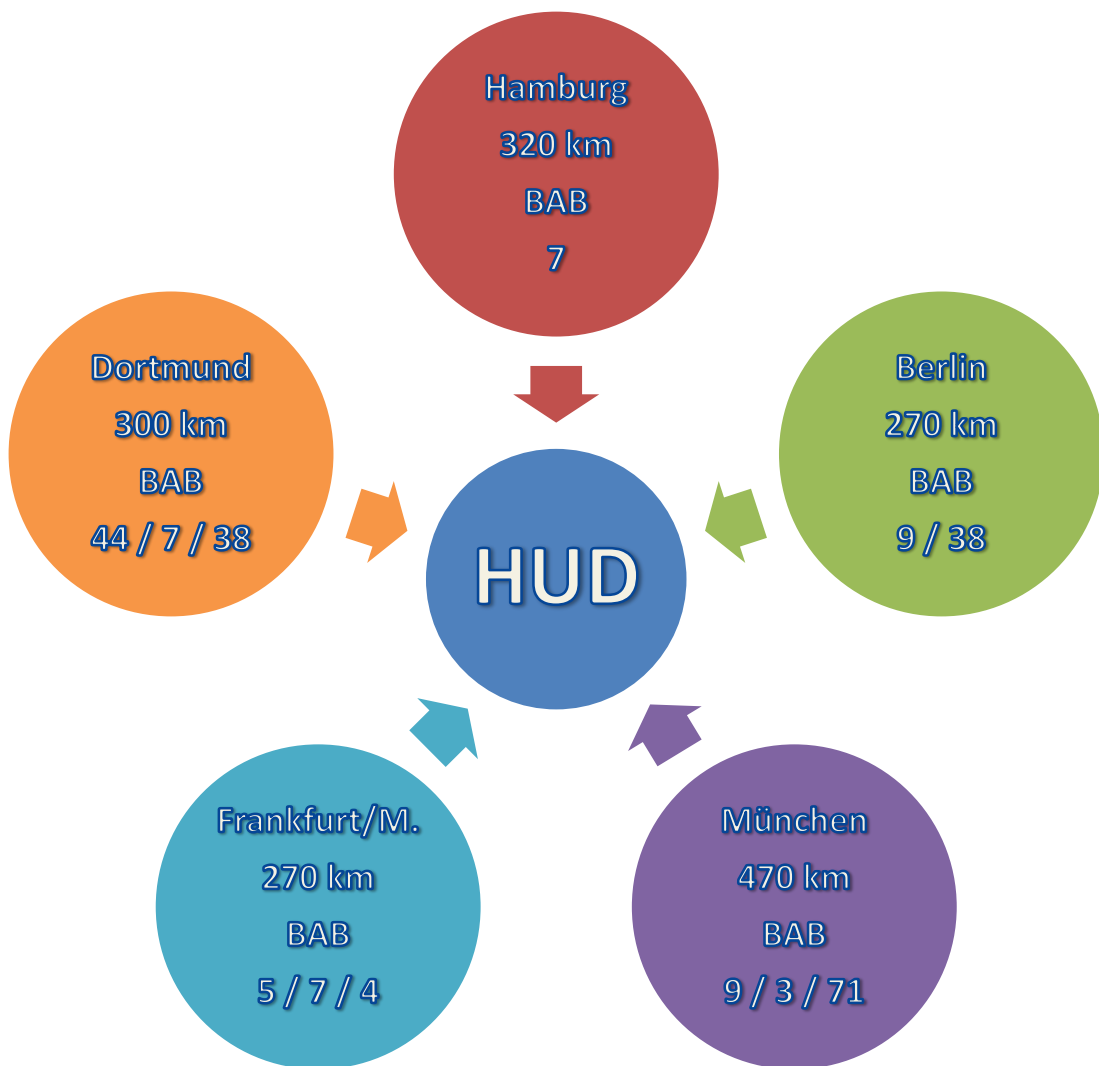 Hamburg
320 km
BAB
7
Dortmund
300 km
BAB
44 / 7 / 38
Berlin
270 km
BAB
9 / 38
HUD
Frankfurt/M.
270 km
BAB
5 / 7 / 4
München
470 km
BAB
9 / 3 / 71